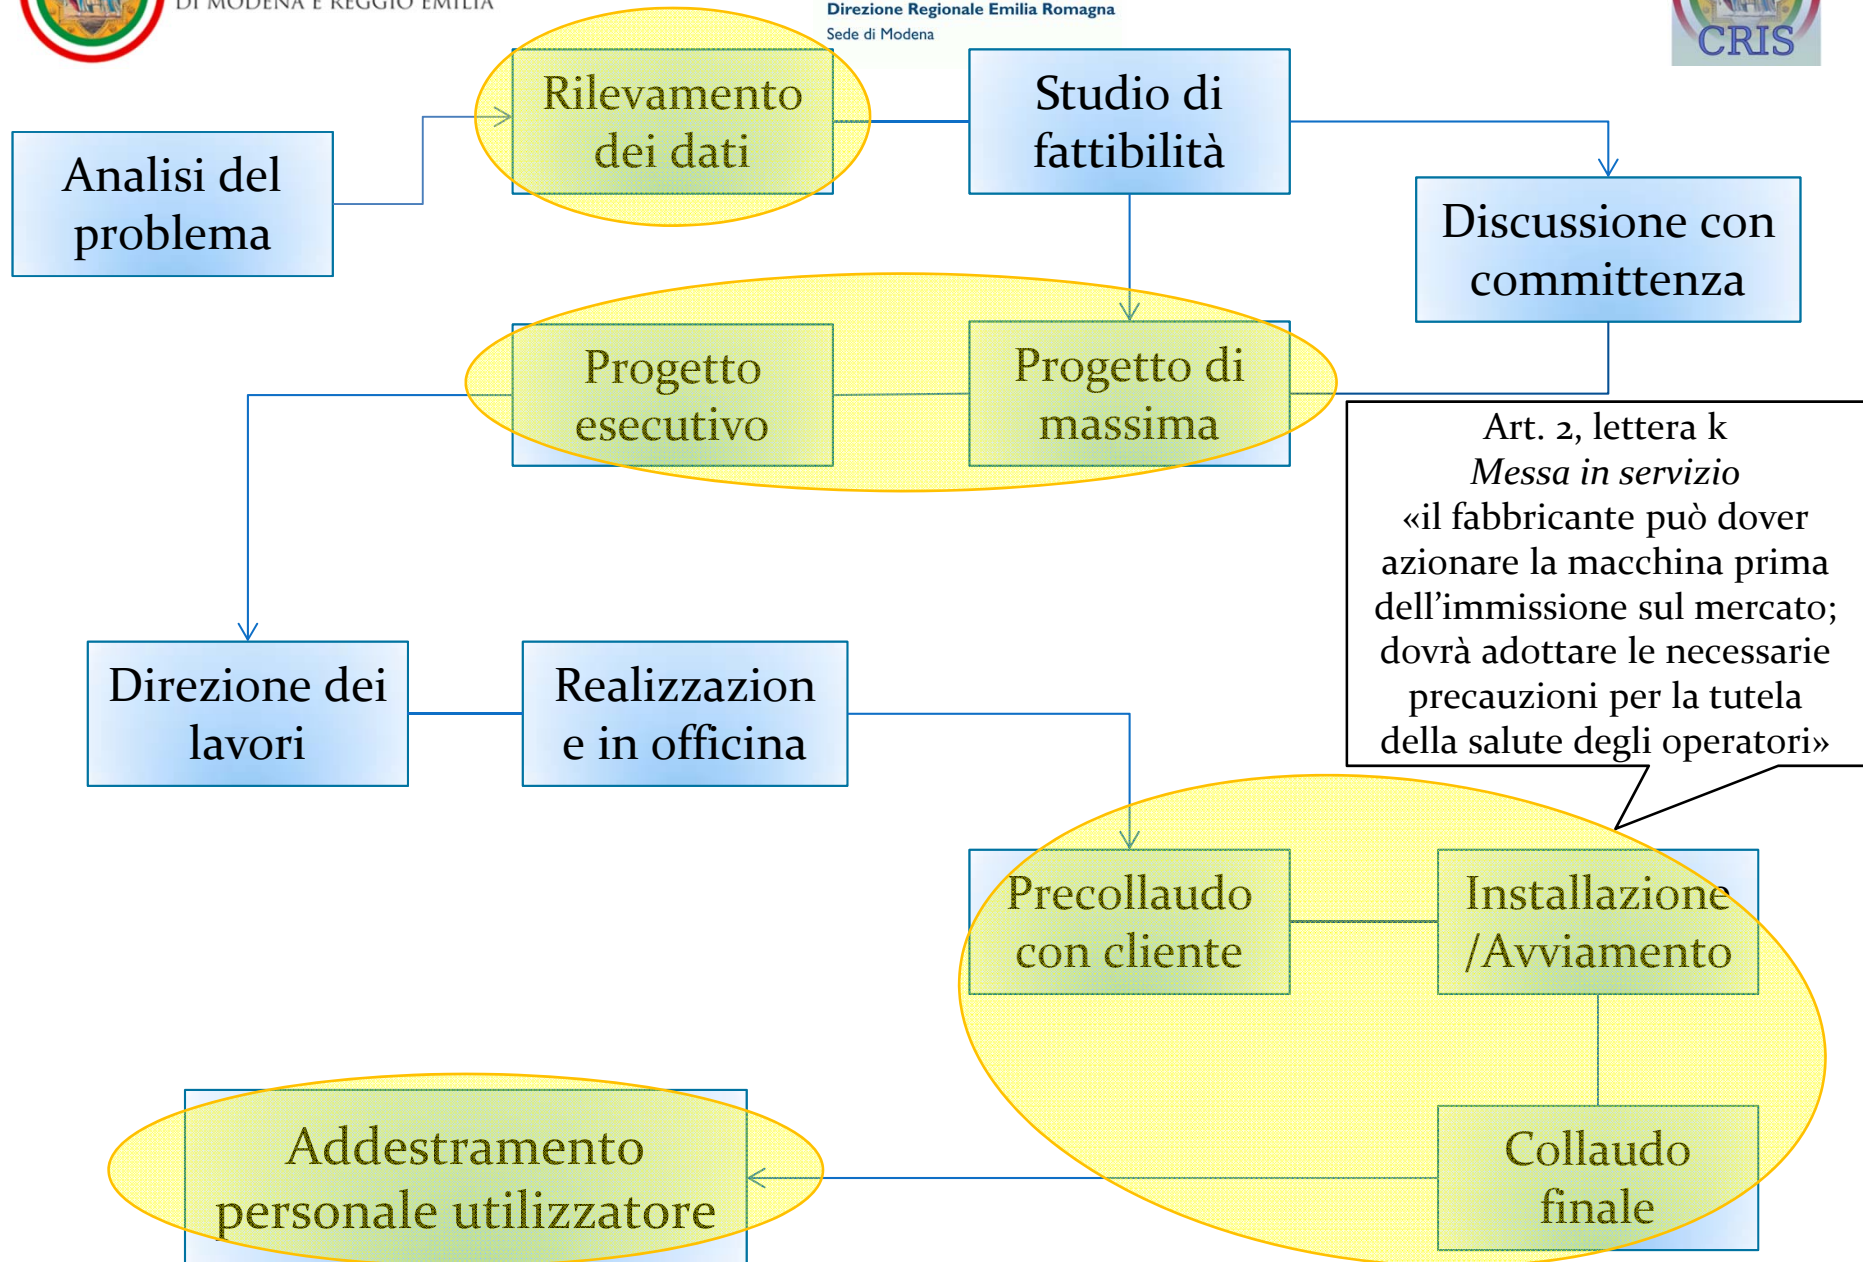 DI MODENA E REGGIO EMILIA
Direzione Regionale Emilia Romagna
Sede di Modena
CRIS
Rilevamento
dei dati
Studio di
fattibilità
Analisi del
problema
Discussione con
committenza
Progetto
esecutivo
Progetto di
massima
Art. 2, lettera k
Messa in servizio
«il fabbricante può dover
azionare la macchina prima
dell’immissione sul mercato;
dovrà adottare le necessarie
precauzioni per la tutela
della salute degli operatori»
Direzione dei
lavori
Realizzazion
e in officina
Precollaudo
con cliente
Installazione
/Avviamento
Addestramento
personale utilizzatore
Collaudo
finale